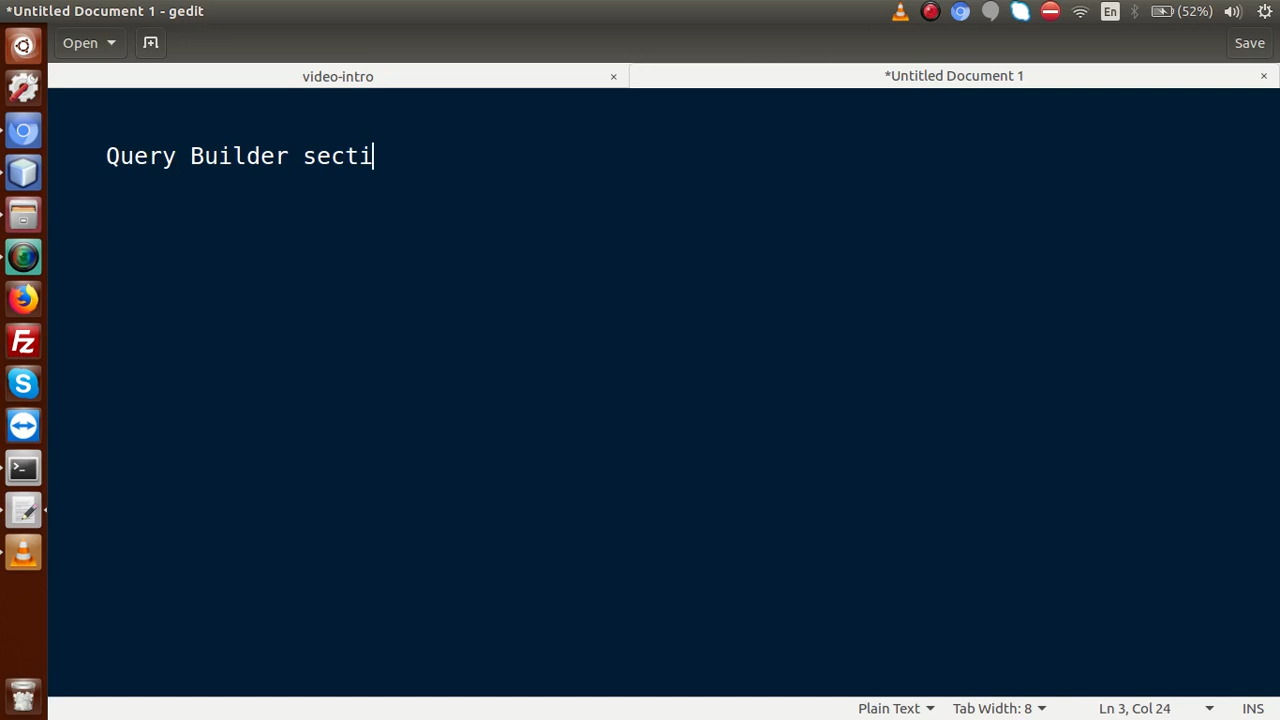 *Untitled Document 1 - gedit
En
(52%)
Open
Save
video-intro
×
*Untitled Document 1
×
Query Builder secti
Plain Text
Tab Width: 8
Ln 3, Col 24
INS